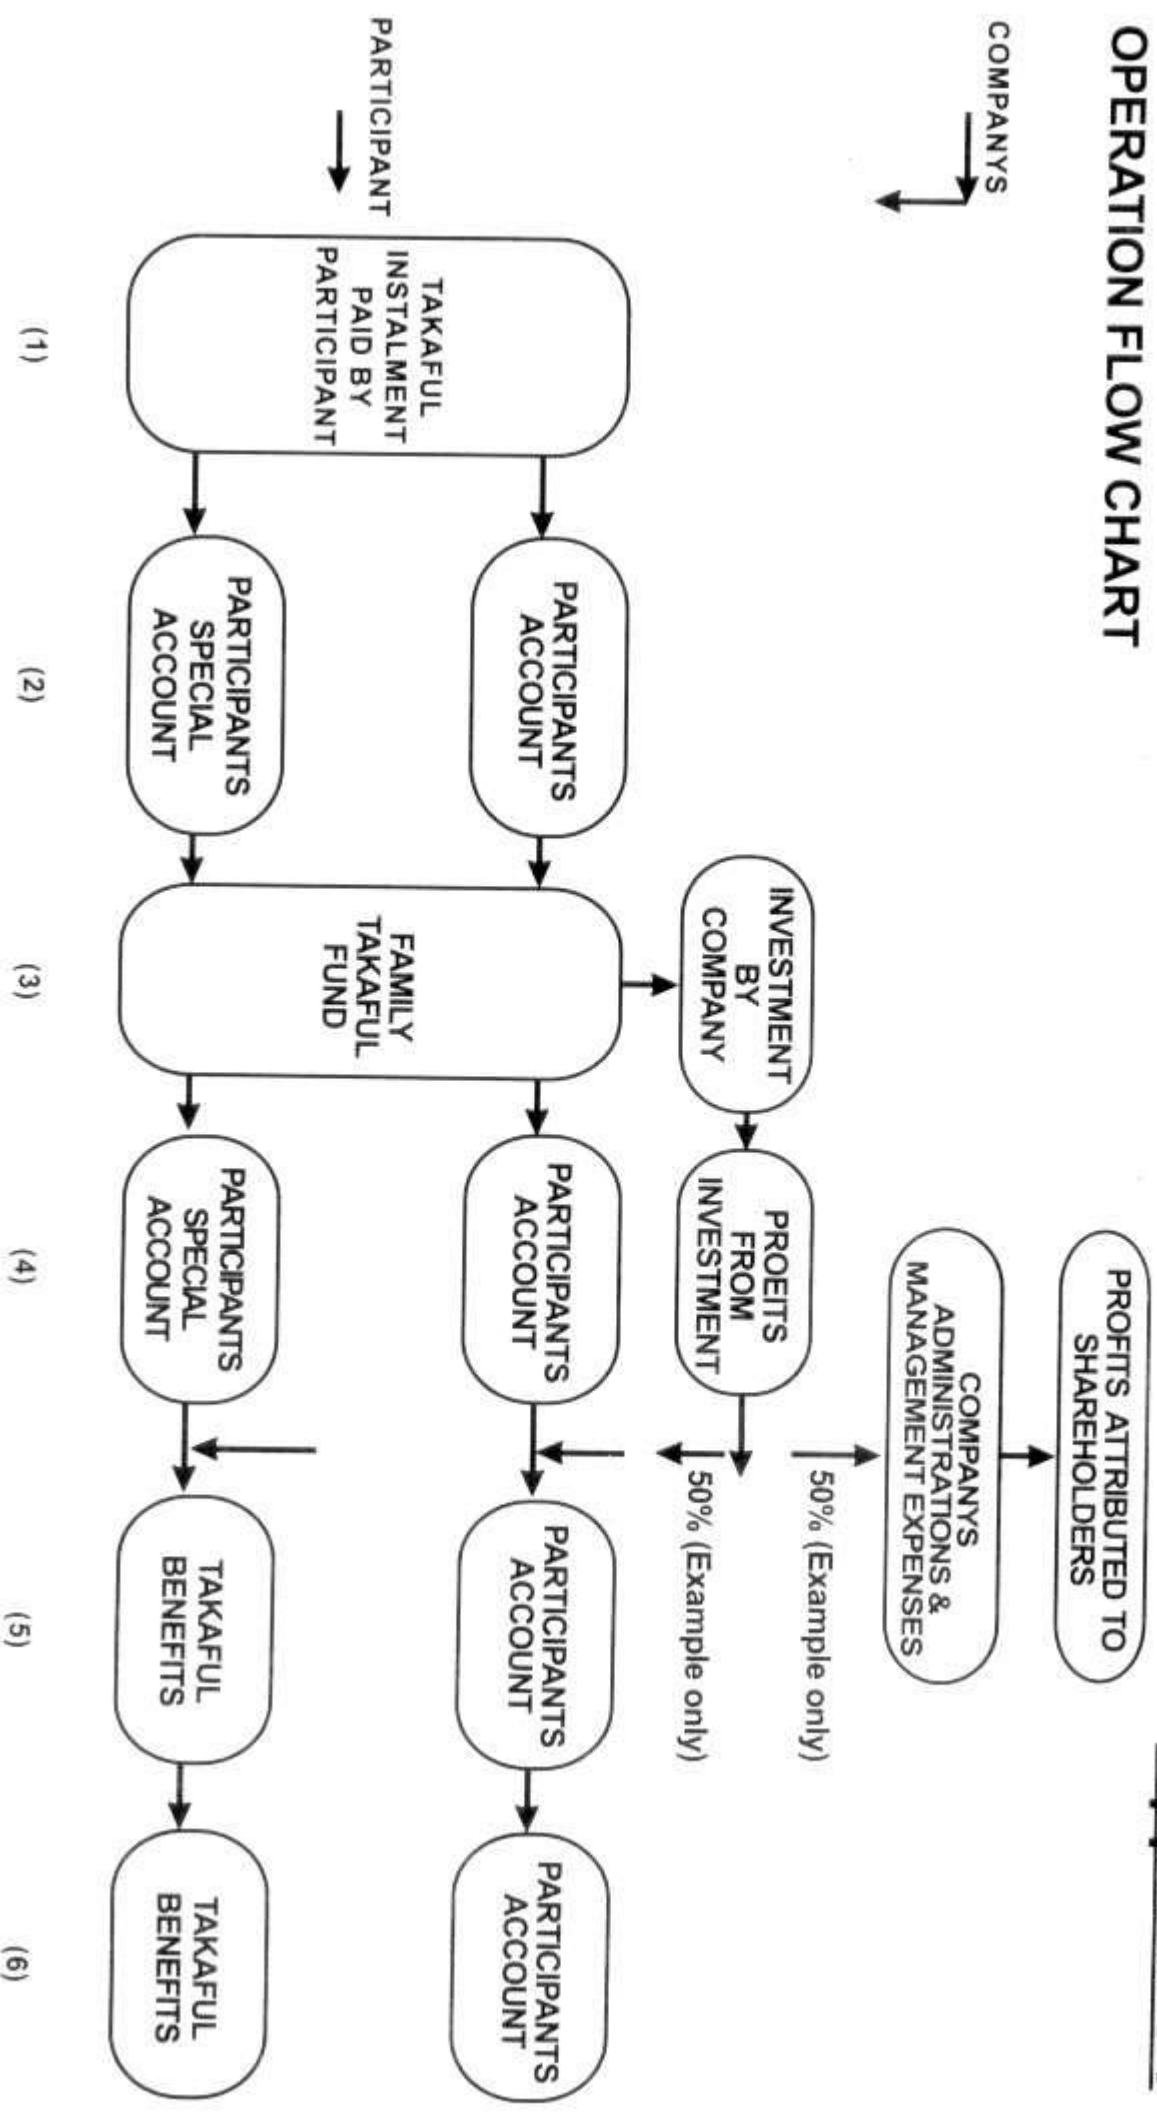 OPERATION FLOW CHART
COMPANYS
PROFITS ATTRIBUTED TO
SHAREHOLDERS
COMPANYS
ADMINISTRATIONS &
MANAGEMENT EXPENSES
50% (Example only)
INVESTMENT
BY
COMPANY
PROEITS
FROM
INVESTMENT
50% (Example only)
PARTICIPANT
TAKAFUL
INSTALMENT
PAID BY
PARTICIPANT
PARTICIPANTS
ACCOUNT
PARTICIPANTS
SPECIAL
ACCOUNT
FAMILY
TAKAFUL
FUND
PARTICIPANTS
ACCOUNT
PARTICIPANTS
SPECIAL
ACCOUNT
PARTICIPANTS
ACCOUNT
TAKAFUL
BENEFITS
PARTICIPANTS
ACCOUNT
TAKAFUL
BENEFITS
(1)
(2)
(3)
(4)
(5)
(6)